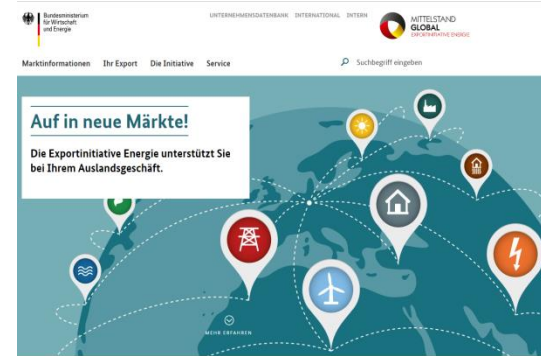 Bundesministerium
für Wirtschaft
und Energie
UNTERNEHMENSDATENBANK INTERNATIONAL INTERN
MITTELSTAND
GLOBAL
EXPORTINITIATIVE ENERGIE
Marktinformationen Ihr Export Die Initiative Service
Suchbegriff eingeben
Auf in neue Märkte!
Die Exportinitiative Energie unterstützt Sie
bei Ihrem Auslandsgeschäft.
MEHR ERFAHREN